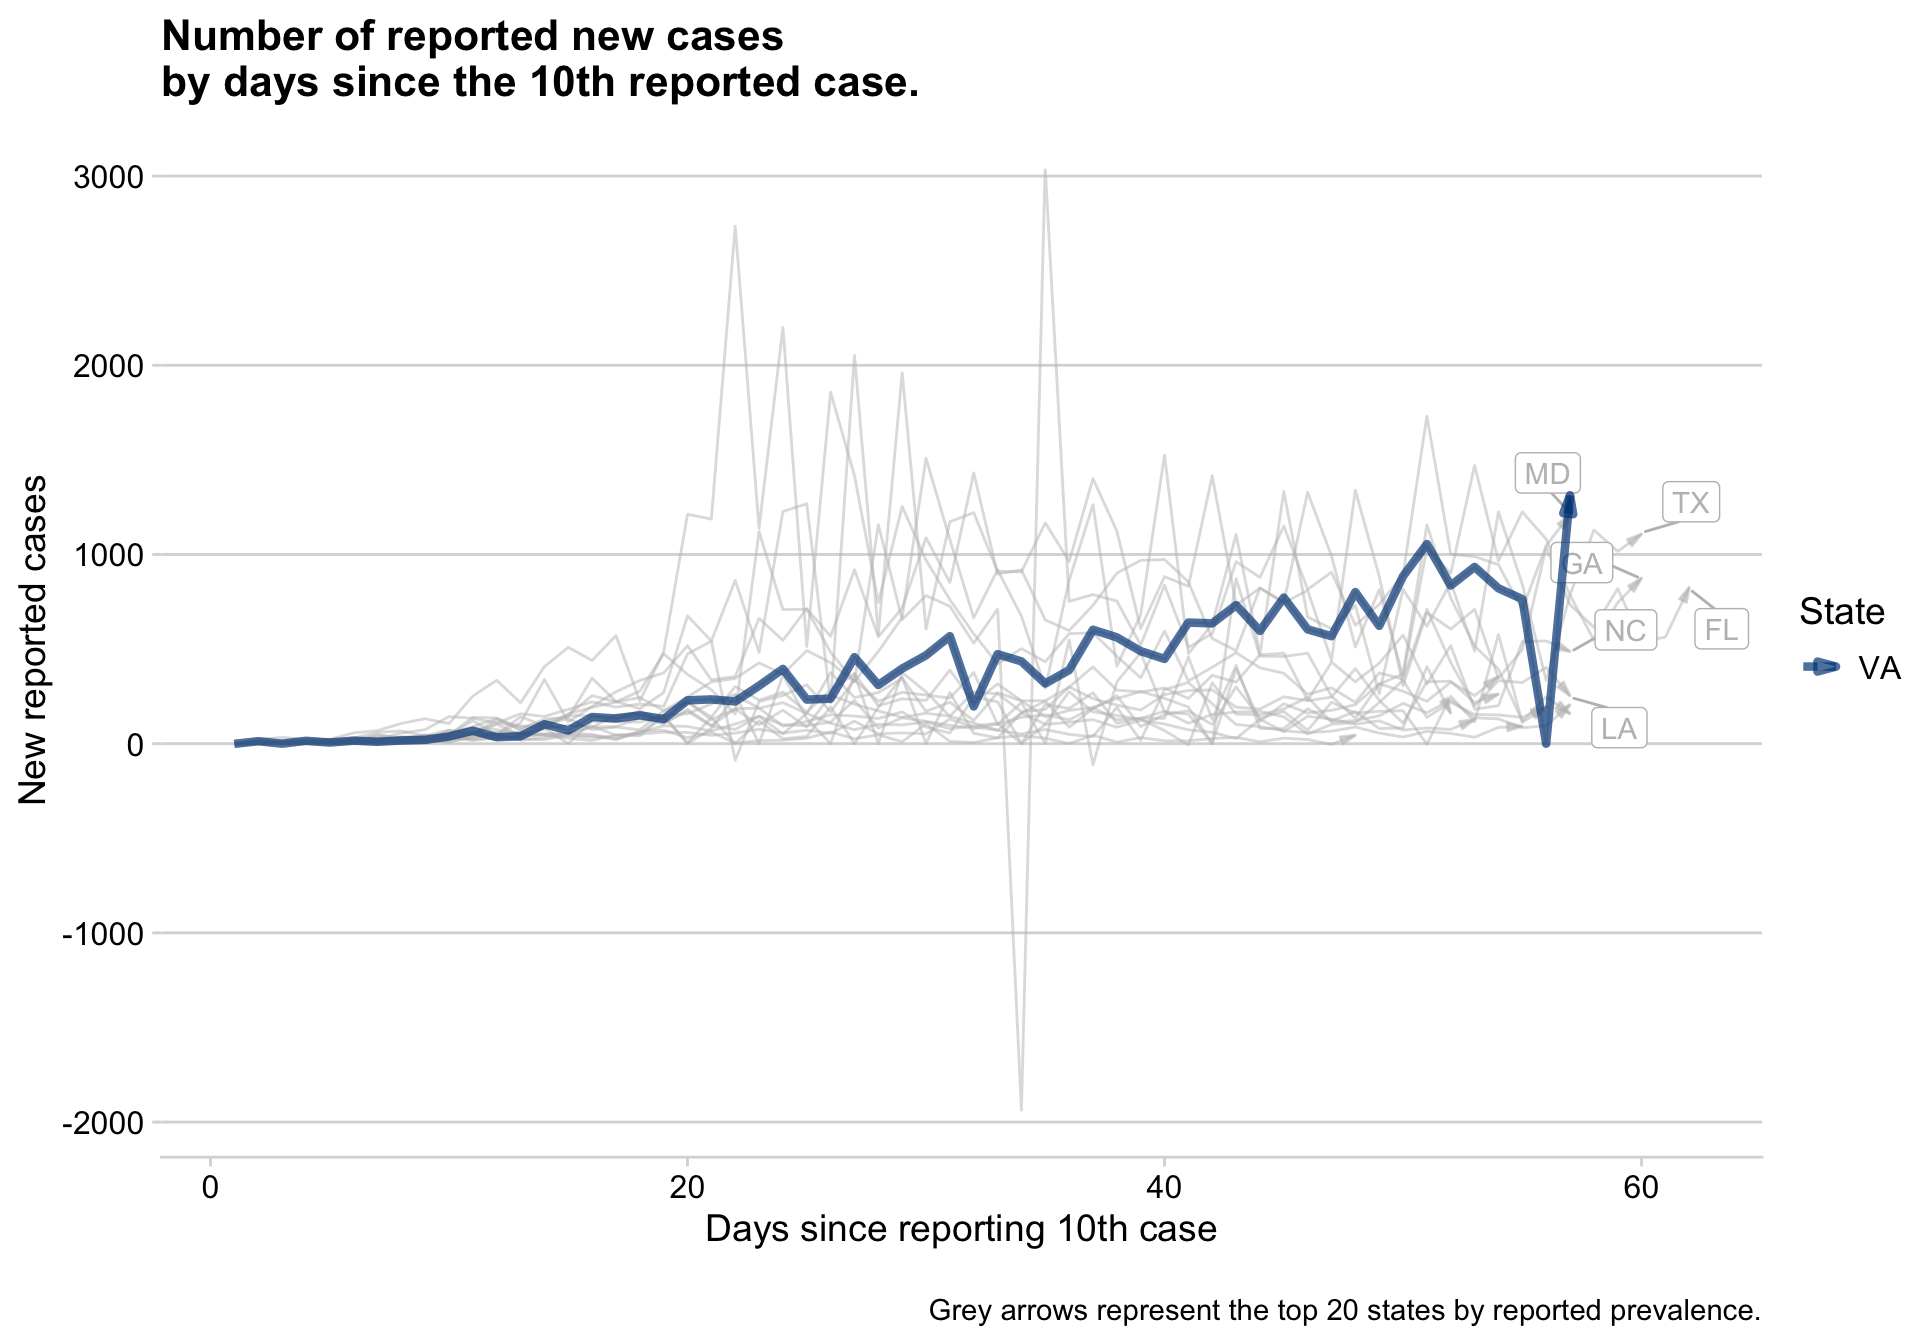 Number of reported new cases
by days since the 10th reported case.
3000
2000
1000
0
-1000
-2000
New reported cases
MD
TX
GA
NC
FL
LA
State
VA
0 20 40 60
Days since reporting 10th case
Grey arrows represent the top 20 states by reported prevalence.